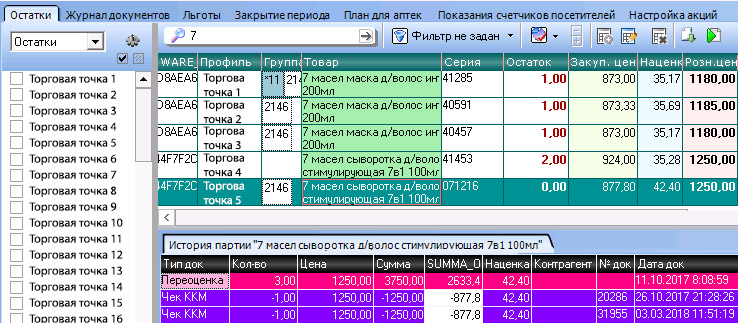 Остатки Журнал документов Льготы Закрытие периода План для аптек Показания счетчиков посетителей Настройка акций
Остатки
7 Фильтр не задан
Торговая точка 1
Торговая точка 2
Торговая точка 3
Торговая точка 4
Торговая точка 5
Торговая точка 6
Торговая точка 7
Торговая точка 8
Торговая точка 9
Торговая точка 10
Торговая точка 11
Торговая точка 12
Торговая точка 13
Торговая точка 14
Торговая точка 15
Торговая точка 16
WARE_ Профиль Группа Товар Серия Остаток Закуп. цен Наценк Розн.цен
D8AEA6 Торгова точка 1 *11 214 7 масел маска д/волос инт 41285 1,00 873,00 35,17 1180,00
200мл
D8AEA6 Торгова точка 2 2146 7 масел маска д/волос инт 40591 1,00 873,33 35,69 1185,00
200мл
D8AEA6 Торгова точка 3 2146 7 масел маска д/волос инт 40457 1,00 873,00 35,17 1180,00
200мл
44F7F2C Торгова точка 4 7 масел сыворотка д/воло 41453 2,00 924,00 35,28 1250,00
стимулирующая 7в1 100мл
44F7F2C Торгова точка 5 2146 7 масел сыворотка д/воло 071216 0,00 877,80 42,40 1250,00
стимулирующая 7в1 100мл
История партии "7 масел сыворотка д/волос стимулирующая 7в1 100мл"
Тип док Кол-во Цена Сумма SUMMA_O Наценка Контрагент № док Дата док
Переоценка 3,00 1250,00 3750,00 2633,4 42,40 11.10.2017 8:08:59
Чек ККМ -1,00 1250,00 -1250,00 -877,8 42,40 20286 26.10.2017 21:28:26
Чек ККМ -1,00 1250,00 -1250,00 -877,8 42,40 31955 03.03.2018 11:51:19